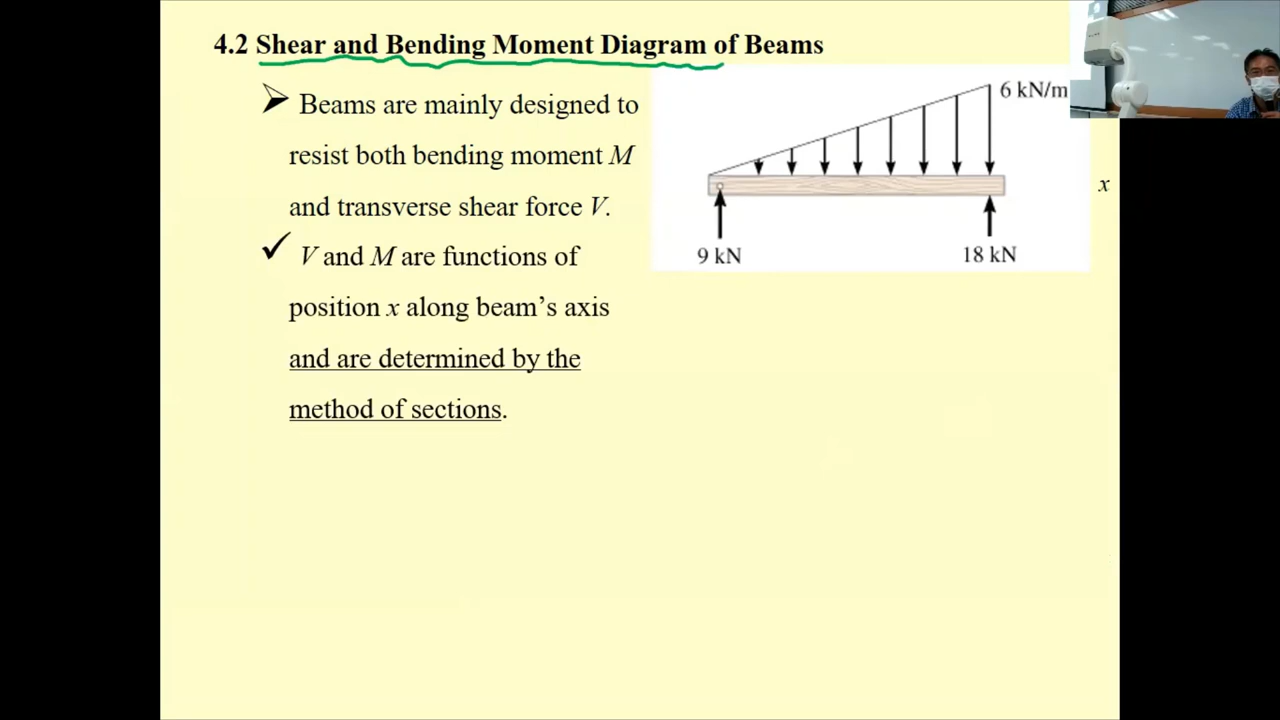 4.2 Shear and Bending Moment Diagram of Beams
Beams are mainly designed to
resist both bending moment M
and transverse shear force V.
V and M are functions of
position x along beam's axis
and are determined by the
method of sections.
6 kN/m
x
9 kN
18 kN